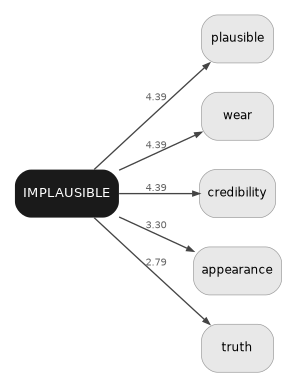 plausible
4.39
wear
4.39
IMPLAUSIBLE
4.39
credibility
3.30
appearance
2.79
truth